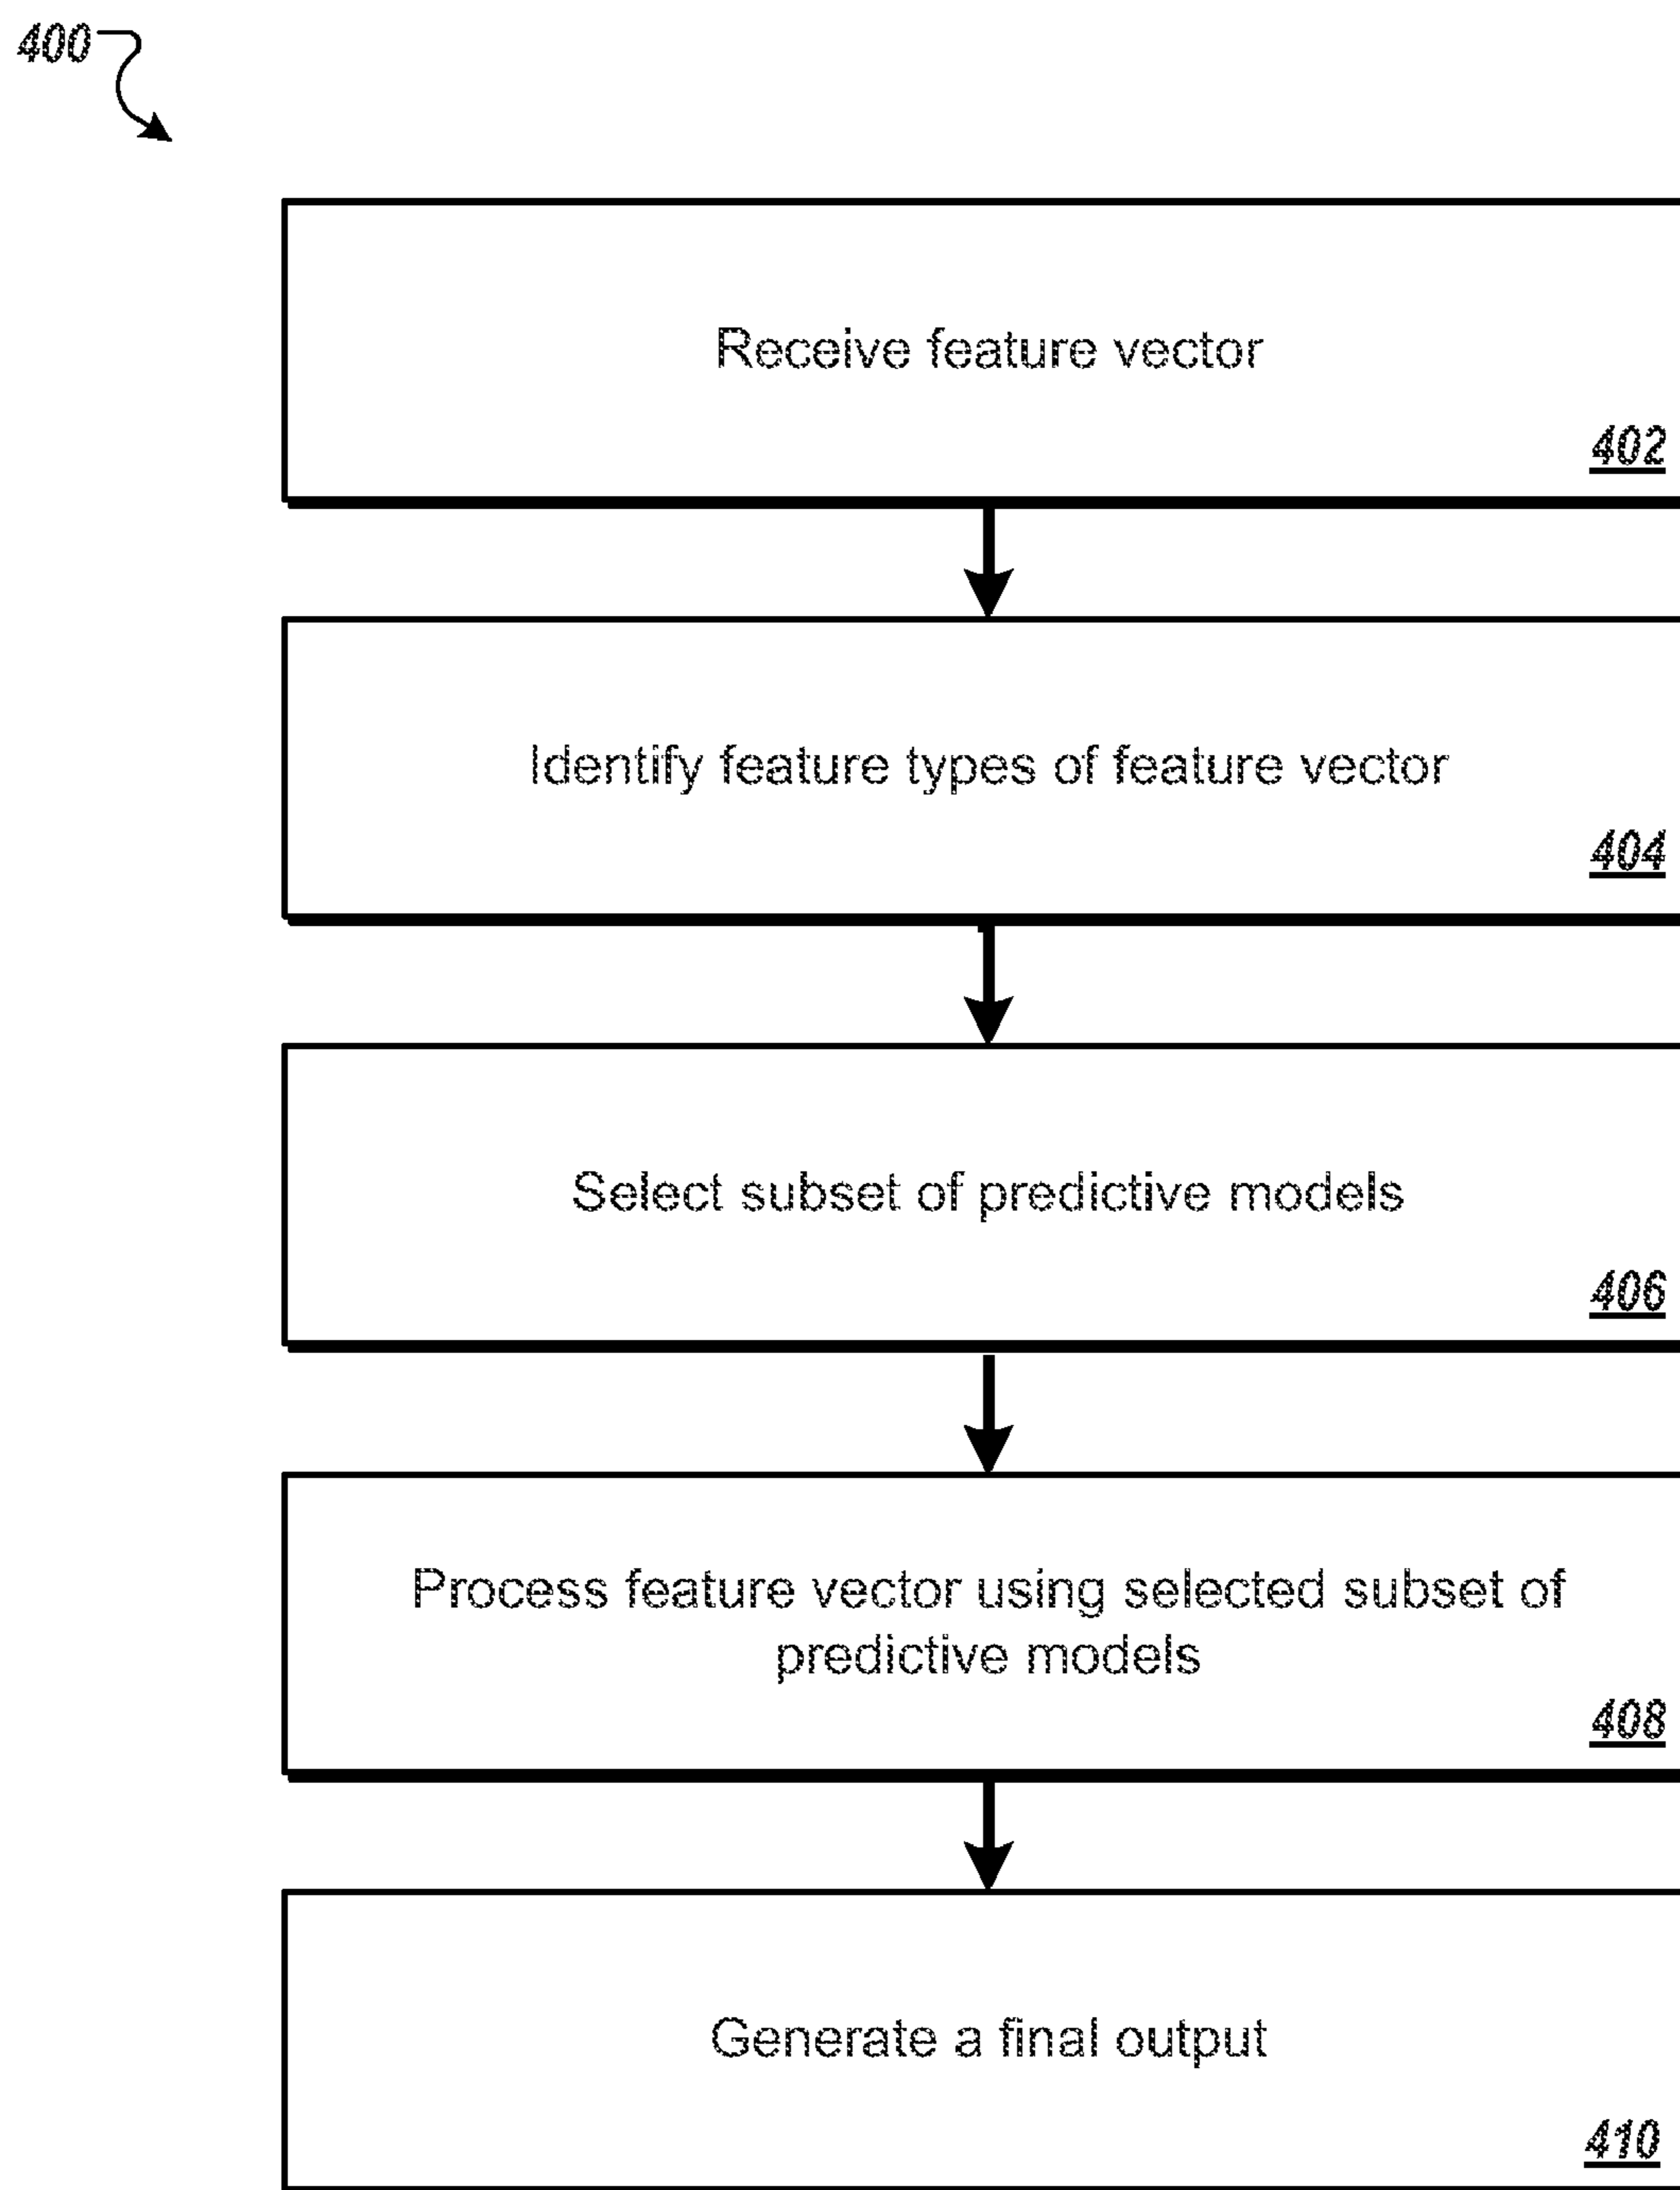 400
Receive feature vector
402
Identify feature types of feature vector
404
Select subset of predictive models
406
Process feature vector using selected subset of
predictive models
408
Generate a final output
410